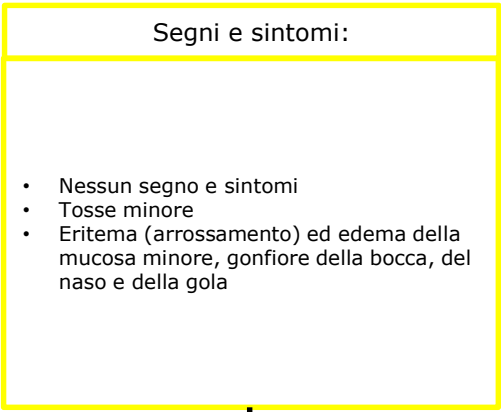 Segni e sintomi:
• Nessun segno e sintomi
• Tosse minore
• Eritema (arrossamento) ed edema della
mucosa minore, gonfiore della bocca, del
naso e della gola